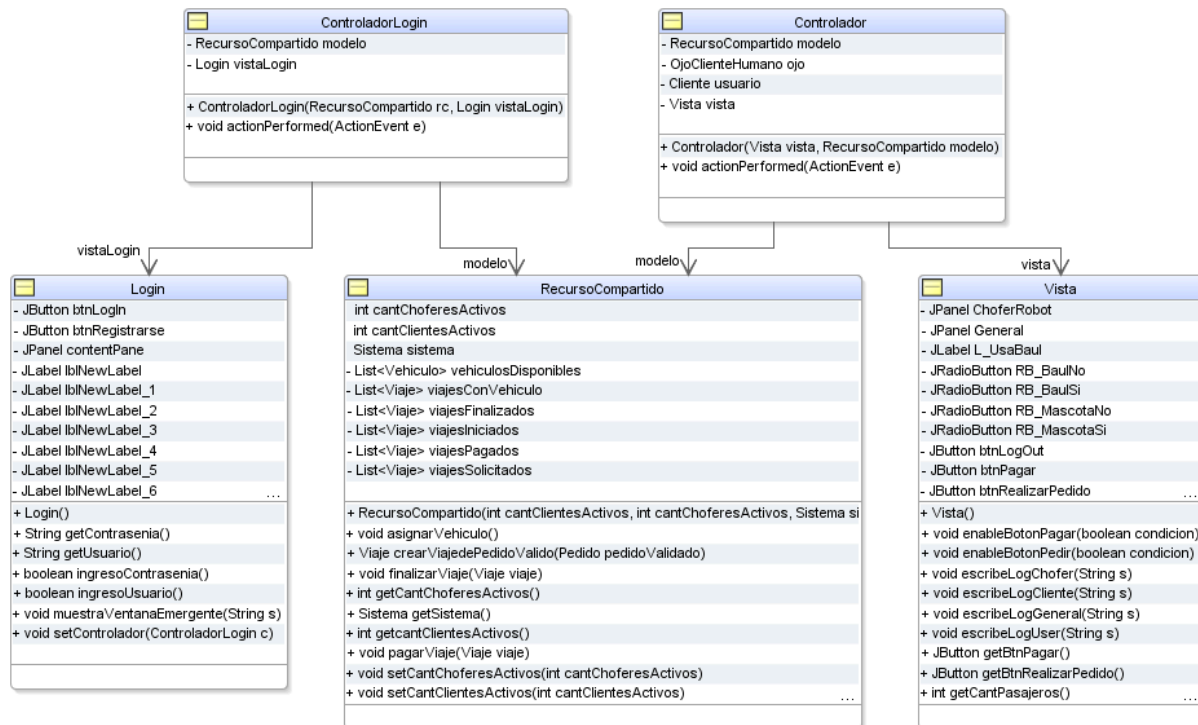 ControladorLogin
- RecursoCompartido modelo
- Login vistaLogin
+ ControladorLogin(RecursoCompartido rc, Login vistaLogin)
+ void actionPerformed(ActionEvent e)
Controlador
- RecursoCompartido modelo
- OjoClienteHumano ojo
- Cliente usuario
- Vista vista
+ Controlador(Vista vista, RecursoCompartido modelo)
+ void actionPerformed(ActionEvent e)
vistaLogin
modelo
modelo
vista
Login
- JButton btnLogIn
- JButton btnRegistrarse
- JPanel contentPane
- JLabel lblNewLabel
- JLabel lblNewLabel_1
- JLabel lblNewLabel_2
- JLabel lblNewLabel_3
- JLabel lblNewLabel_4
- JLabel lblNewLabel_5
- JLabel lblNewLabel_6 ...
+ Login()
+ String getContrasenia()
+ String getUsuario()
+ boolean ingresoContrasenia()
+ boolean ingresoUsuario()
+ void muestraVentanaEmergente(String s)
+ void setControlador(ControladorLogin c)
RecursoCompartido
int cantChoferesActivos
int cantClientesActivos
Sistema sistema
- List<Vehiculo> vehiculosDisponibles
- List<Viaje> viajesConVehiculo
- List<Viaje> viajesFinalizados
- List<Viaje> viajesIniciados
- List<Viaje> viajesPagados
- List<Viaje> viajesSolicitados
+ RecursoCompartido(int cantClientesActivos, int cantChoferesActivos, Sistema si
+ void asignarVehiculo()
+ Viaje crearViajedePedidoValido(Pedido pedidoValidado)
+ void finalizarViaje(Viaje viaje)
+ int getCantChoferesActivos()
+ Sistema getSistema()
+ int getcantClientesActivos()
+ void pagarViaje(Viaje viaje)
+ void setCantChoferesActivos(int cantChoferesActivos)
+ void setCantClientesActivos(int cantClientesActivos) ...
Vista
- JPanel ChoferRobot
- JPanel General
- JLabel L_UsaBaul
- JRadioButton RB_BaulNo
- JRadioButton RB_BaulSi
- JRadioButton RB_MascotaNo
- JRadioButton RB_MascotaSi
- JButton btnLogOut
- JButton btnPagar
- JButton btnRealizarPedido ...
+ Vista()
+ void enableBotonPagar(boolean condicion)
+ void enableBotonPedir(boolean condicion)
+ void escribeLogChofer(String s)
+ void escribeLogCliente(String s)
+ void escribeLogGeneral(String s)
+ void escribeLogUser(String s)
+ JButton getBtnPagar()
+ JButton getBtnRealizarPedido()
+ int getCantPasajeros() ...